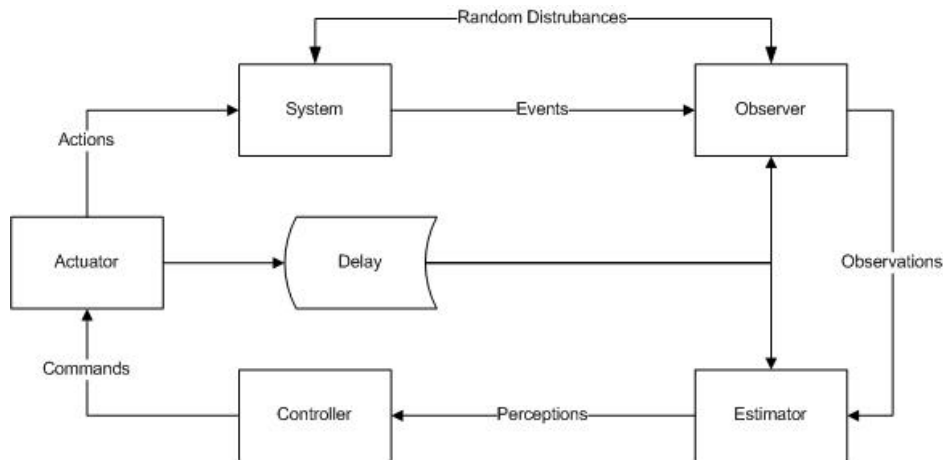 Random Distrubances
System
Events
Observer
Actions
Actuator
Delay
Observations
Commands
Controller
Perceptions
Estimator